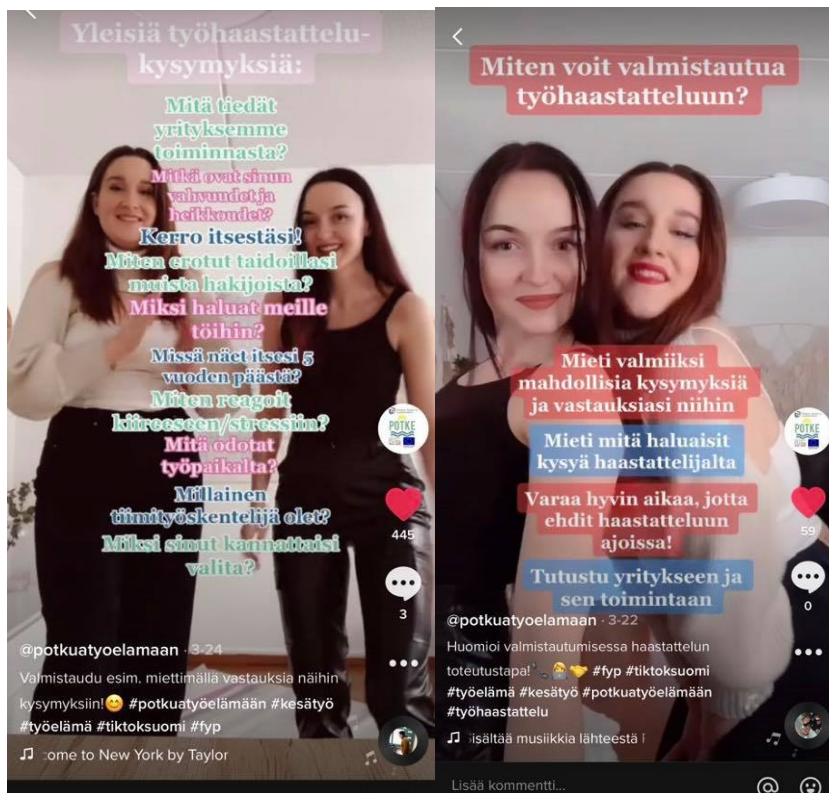 Yleisiä työhaastattelu-
kysymyksiä:
Mitä tiedät
yrityksemme
toiminnasta?
Mitkä ovat sinun
vahvuudet ja
heikkoudet?
Kerro itsestäsi!
Miten erotut taidoillasi
muista hakijoista?
Miksi haluat meille
töihin?
Missä näet itsesi 5
vuoden päästä?
Miten reagoit
kiireeseen/stressiin?
Mitä odotat
työpaikalta?
Millainen
tiimityöskentelijä olet?
Miksi sinut kannattaisi
valita?
POTKE
445
3
@potkuatyoelamaan · 3-24
Valmistaudu esim. miettimällä vastauksia näihin
kysymyksiin!😊 #potkuatyöelämään #kesätyö
#työelämä #tiktoksuomi #fyp
:ome to New York by Taylor
Miten voit valmistautua
työhaastatteluun?
Mieti valmiiksi
mahdollisia kysymyksiä
ja vastauksiasi niihin
Mieti mitä haluaisit
kysyä haastattelijalta
Varaa hyvin aikaa, jotta
ehdit haastatteluun
ajoissa!
Tutustu yritykseen ja
sen toimintaan
POTKE
59
0
@potkuatyoelamaan · 3-22
Huomioi valmistautumisessa haastattelun
toteutustapa! #fyp #tiktoksuomi
#työelämä #kesätyö #potkuatyöelämään
#työhaastattelu
isältää musiikkia lähteestä
Lisää kommentti...